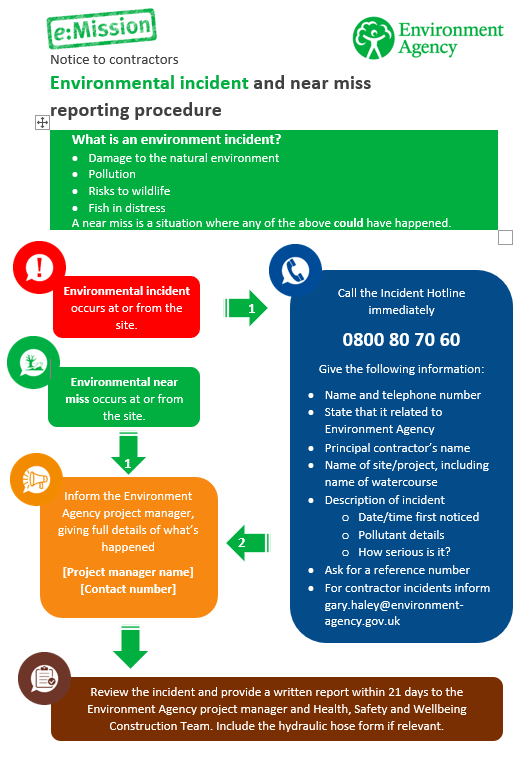 e:Mission
Environment
Agency
Notice to contractors
Environmental incident and near miss
reporting procedure
What is an environment incident?
• Damage to the natural environment
• Pollution
• Risks to wildlife
• Fish in distress
A near miss is a situation where any of the above could have happened.
Environmental incident
occurs at or from the
site.
1
Environmental near
miss occurs at or from
the site.
1
Call the Incident Hotline
immediately
0800 80 70 60
Give the following information:
• Name and telephone number
• State that it related to
Environment Agency
• Principal contractor's name
• Name of site/project, including
name of watercourse
• Description of incident
o Date/time first noticed
o Pollutant details
o How serious is it?
• Ask for a reference number
• For contractor incidents inform
gary.haley@environment-
agency.gov.uk
2
Inform the Environment
Agency project manager,
giving full details of what's
happened
[Project manager name]
[Contact number]
Review the incident and provide a written report within 21 days to the
Environment Agency project manager and Health, Safety and Wellbeing
Construction Team. Include the hydraulic hose form if relevant.